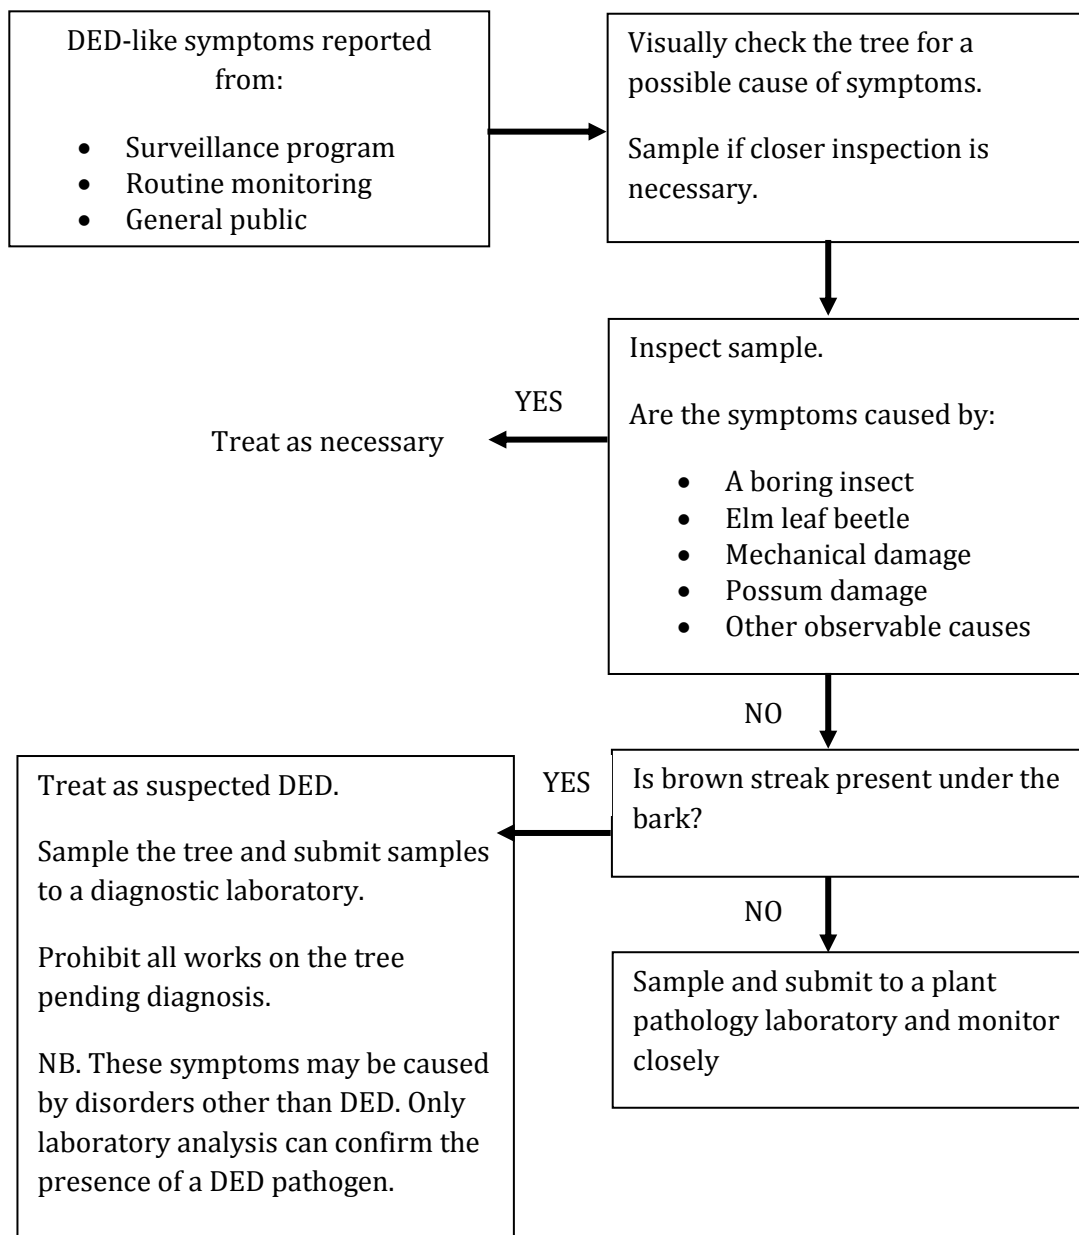 DED-like symptoms reported
from:
• Surveillance program
• Routine monitoring
• General public
Visually check the tree for a
possible cause of symptoms.
Sample if closer inspection is
necessary.
Inspect sample.
Are the symptoms caused by:
• A boring insect
• Elm leaf beetle
• Mechanical damage
• Possum damage
• Other observable causes
YES
Treat as necessary
NO
Is brown streak present under the
bark?
YES
Treat as suspected DED.
Sample the tree and submit samples
to a diagnostic laboratory.
Prohibit all works on the tree
pending diagnosis.
NB. These symptoms may be caused
by disorders other than DED. Only
laboratory analysis can confirm the
presence of a DED pathogen.
NO
Sample and submit to a plant
pathology laboratory and monitor
closely